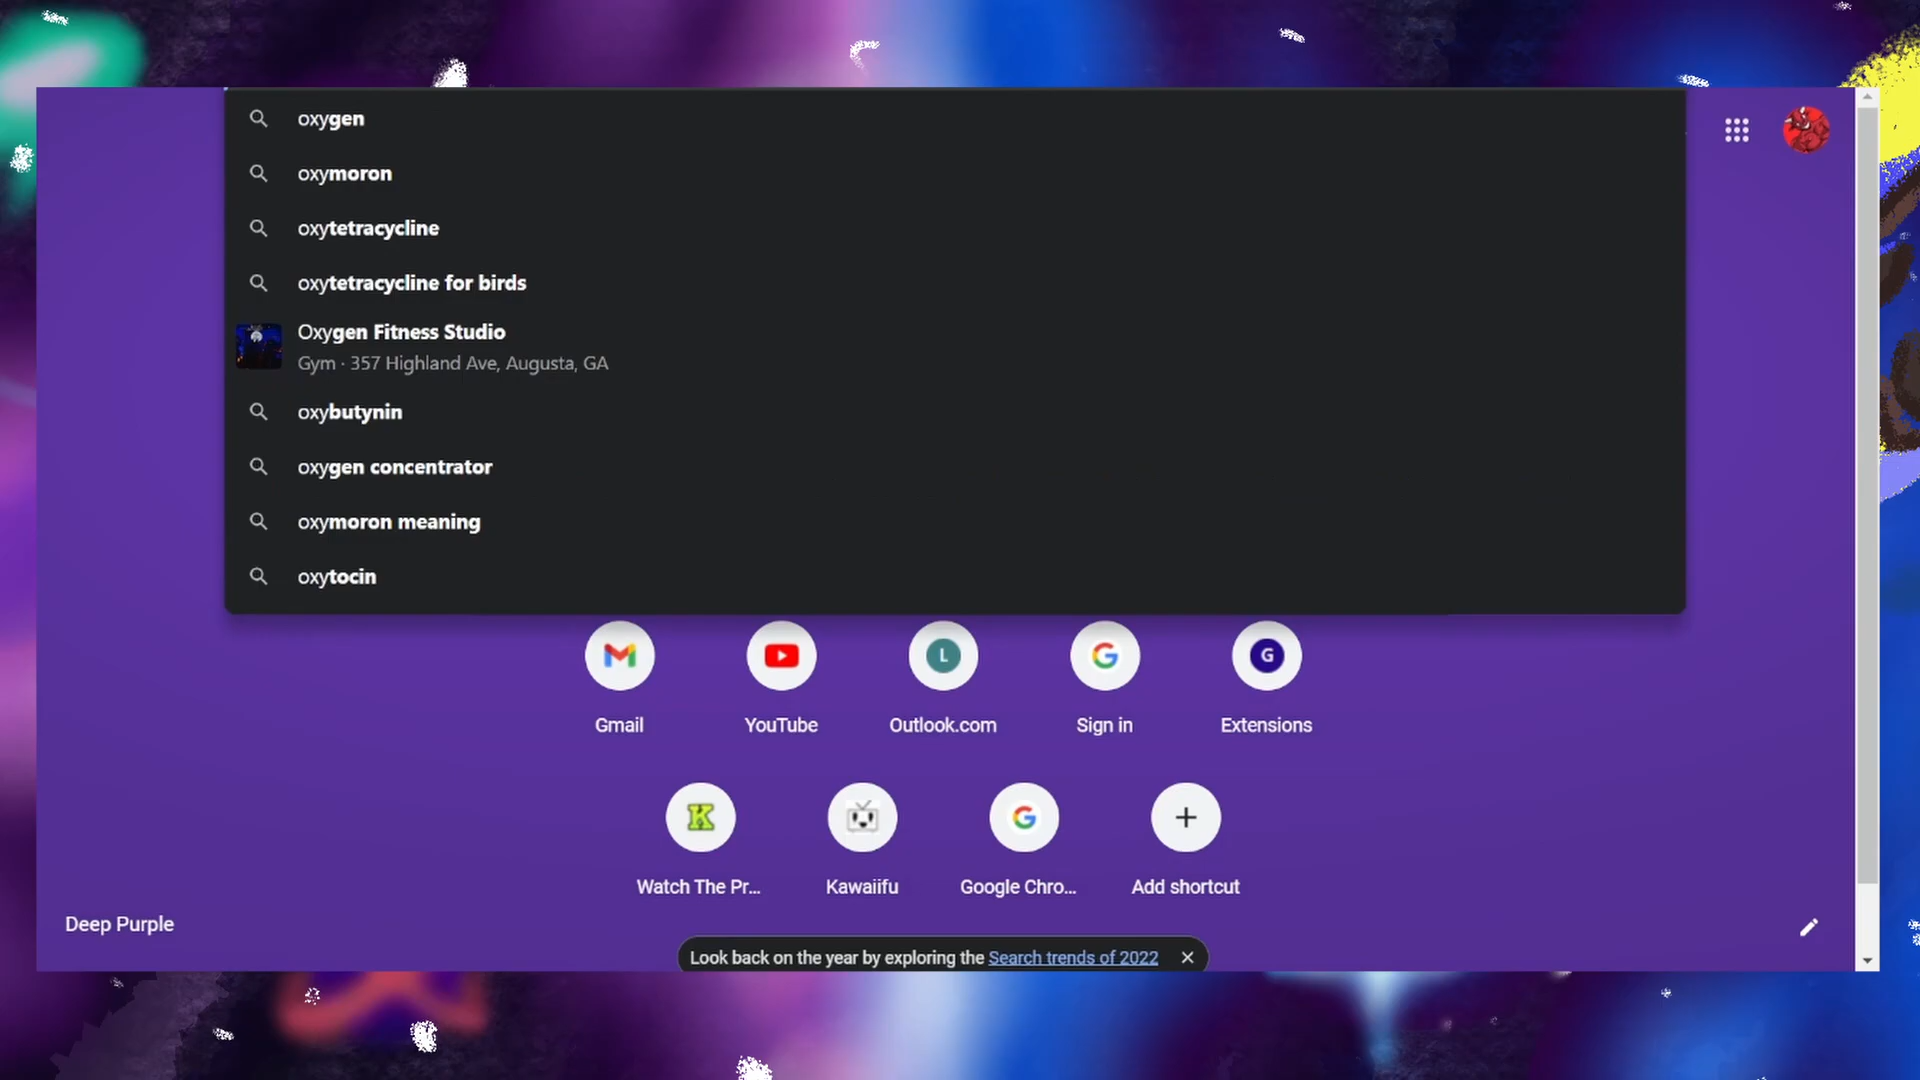 oxygen
oxymoron
oxytetracycline
oxytetracycline for birds
Oxygen Fitness Studio
Gym · 357 Highland Ave, Augusta, GA
oxybutynin
oxygen concentrator
oxymoron meaning
oxytocin
Gmail
YouTube
L
Outlook.com
Sign in
G
Extensions
K
Watch The Pr...
Kawaiifu
Google Chro...
Add shortcut
Deep Purple
Look back on the year by exploring the Search trends of 2022